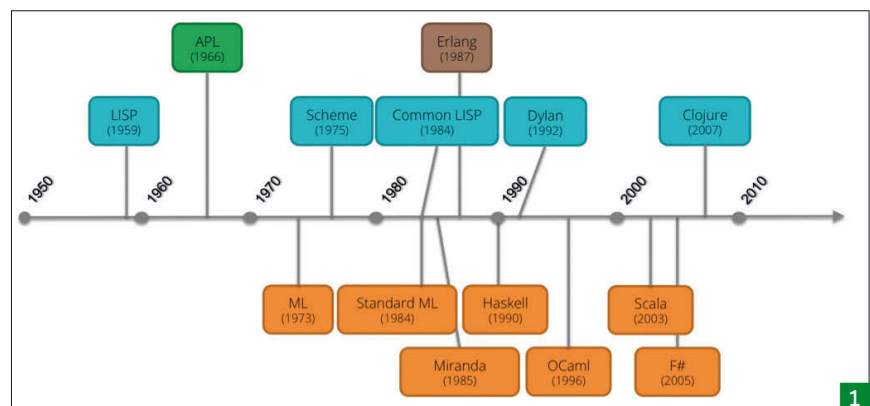 APL
(1966)
Erlang
(1987)
LISP
(1959)
Scheme
(1975)
Common LISP
(1984)
Dylan
(1992)
Clojure
(2007)
1950
1960
1970
1980
1990
2000
2010
ML
(1973)
Standard ML
(1984)
Haskell
(1990)
Scala
(2003)
Miranda
(1985)
OCaml
(1996)
F#
(2005)
1